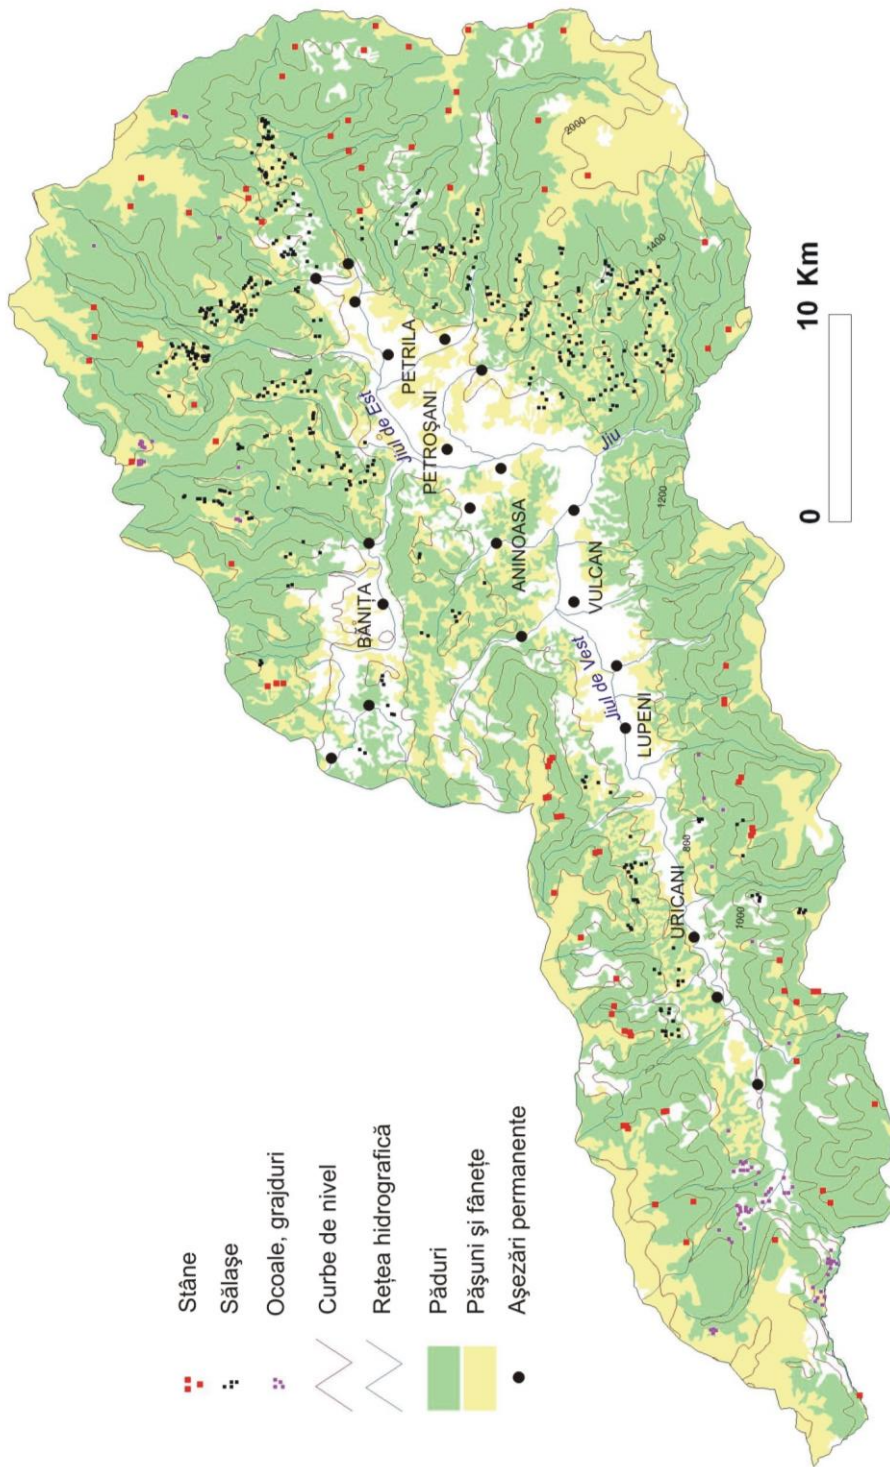 2000
1400
PETRILA
Jiul de Est
PETROȘANI
Jiu
1200
ANINOASA
BĂNIȚA
VULCAN
Jiul de Vest
LUPENI
800
URICANI
1000
0 10 Km
Stâne
Sălașe
Ocoale, grajduri
Curbe de nivel
Rețea hidrografică
Păduri
Pășuni și fânețe
Așezări permanente